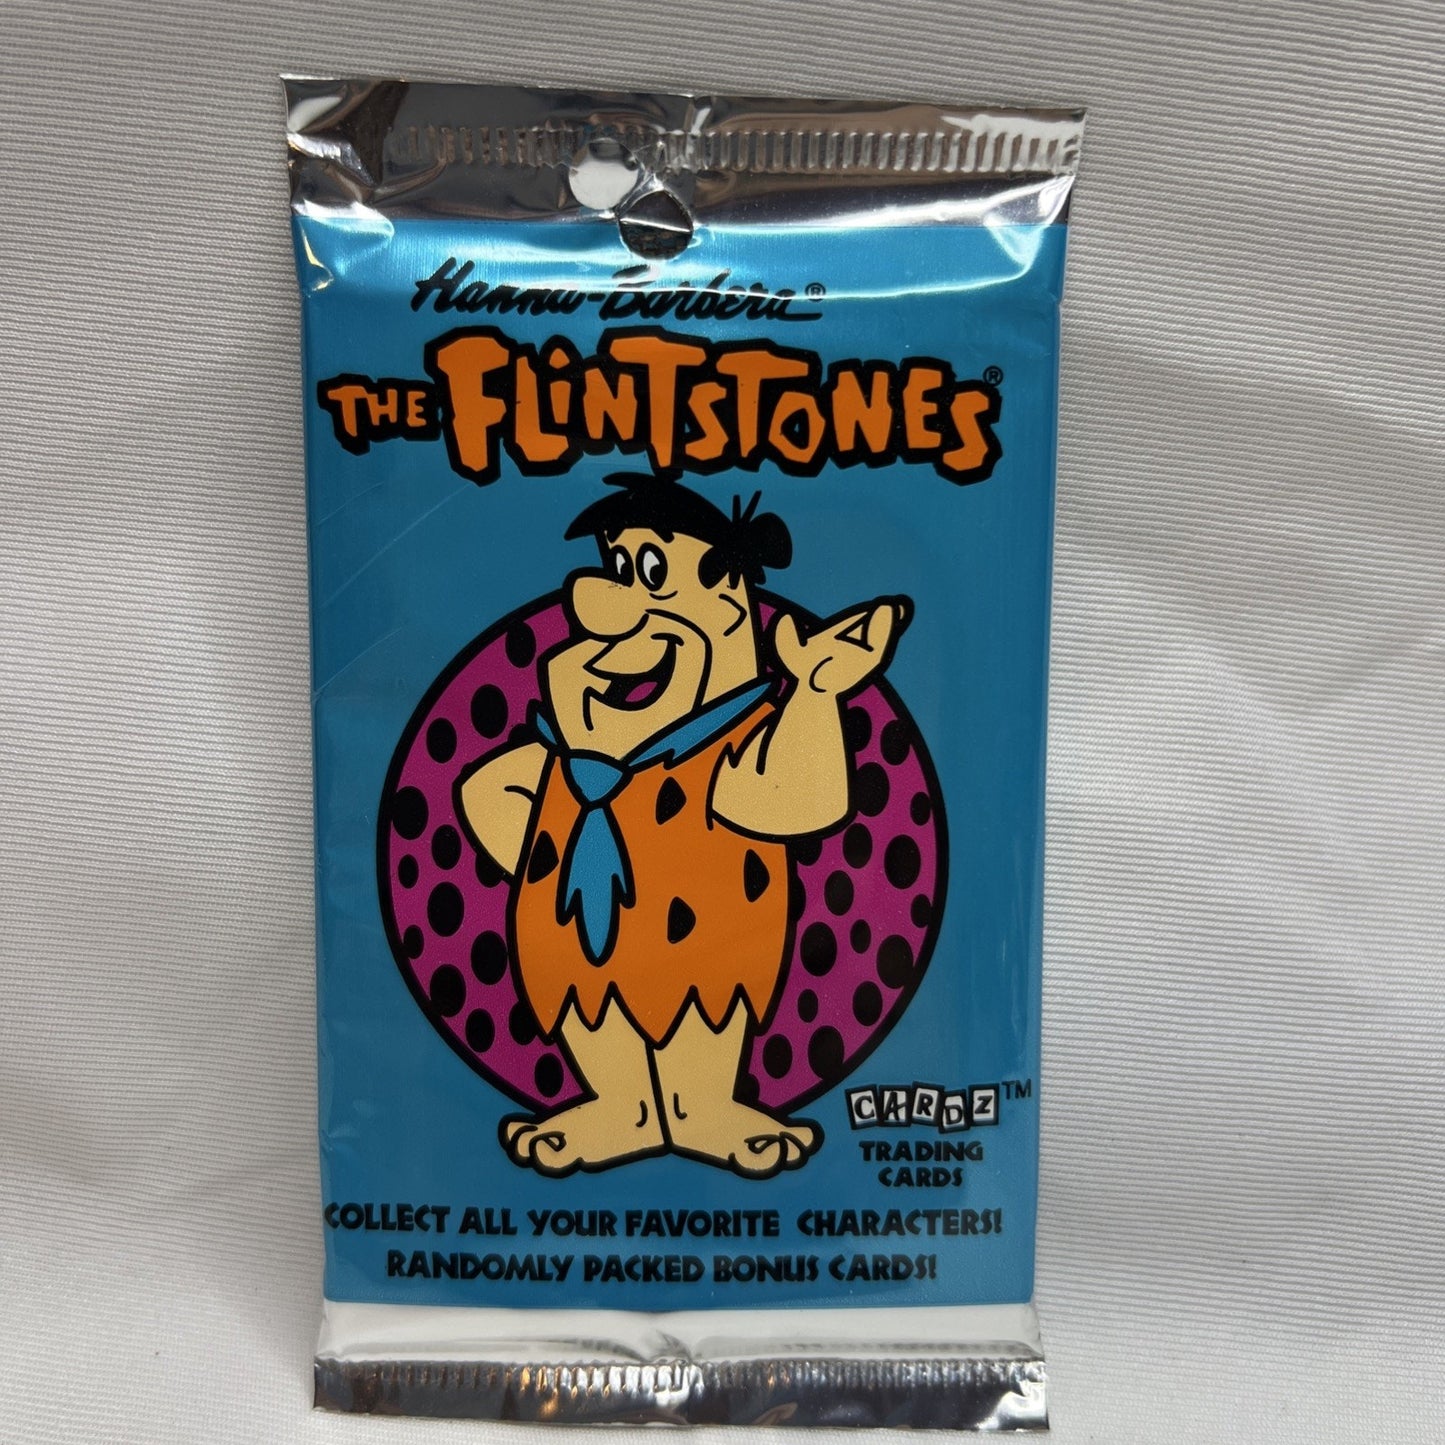 Hanna-Barbera®
THE FLINTSTONES®
CARDZ™
TRADING
CARDS
COLLECT ALL YOUR FAVORITE CHARACTERS!
RANDOMLY PACKED BONUS CARDS!